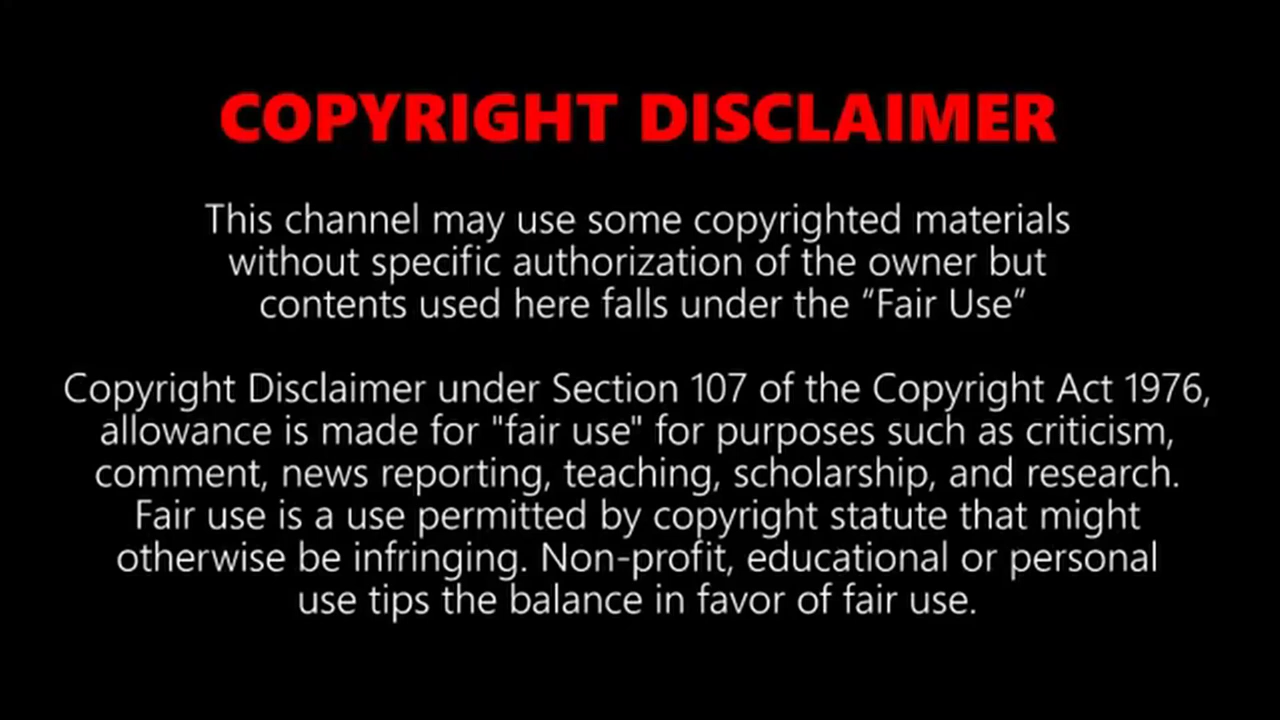 COPYRIGHT DISCLAIMER
This channel may use some copyrighted materials
without specific authorization of the owner but
contents used here falls under the “Fair Use”
Copyright Disclaimer under Section 107 of the Copyright Act 1976,
allowance is made for "fair use" for purposes such as criticism,
comment, news reporting, teaching, scholarship, and research.
Fair use is a use permitted by copyright statute that might
otherwise be infringing. Non-profit, educational or personal
use tips the balance in favor of fair use.